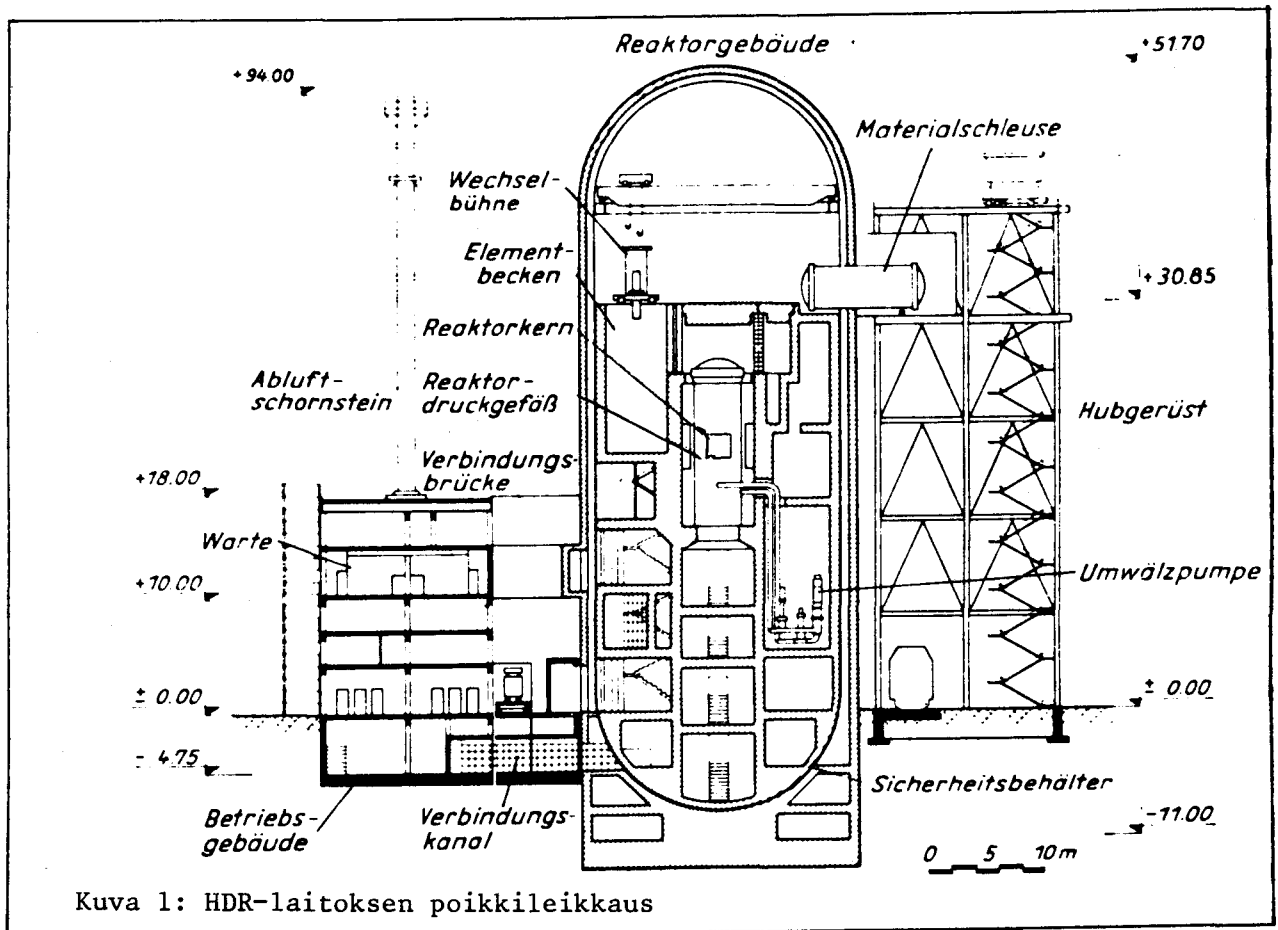 Reaktorgebäude
+51.70
+94.00
Materialschleuse
Wechsel-
bühne
Element-
becken
+30.85
Reaktorkern
Abluft-
schornstein
Reaktor-
druckgefäß
Hubgerüst
Verbindungs-
brücke
+18.00
Warte
+10.00
Umwälzpumpe
± 0.00
± 0.00
- 4.75
Sicherheitsbehälter
Betriebs-
gebäude
Verbindungs-
kanal
-11.00
0 5 10 m
Kuva 1: HDR-laitoksen poikkileikkaus